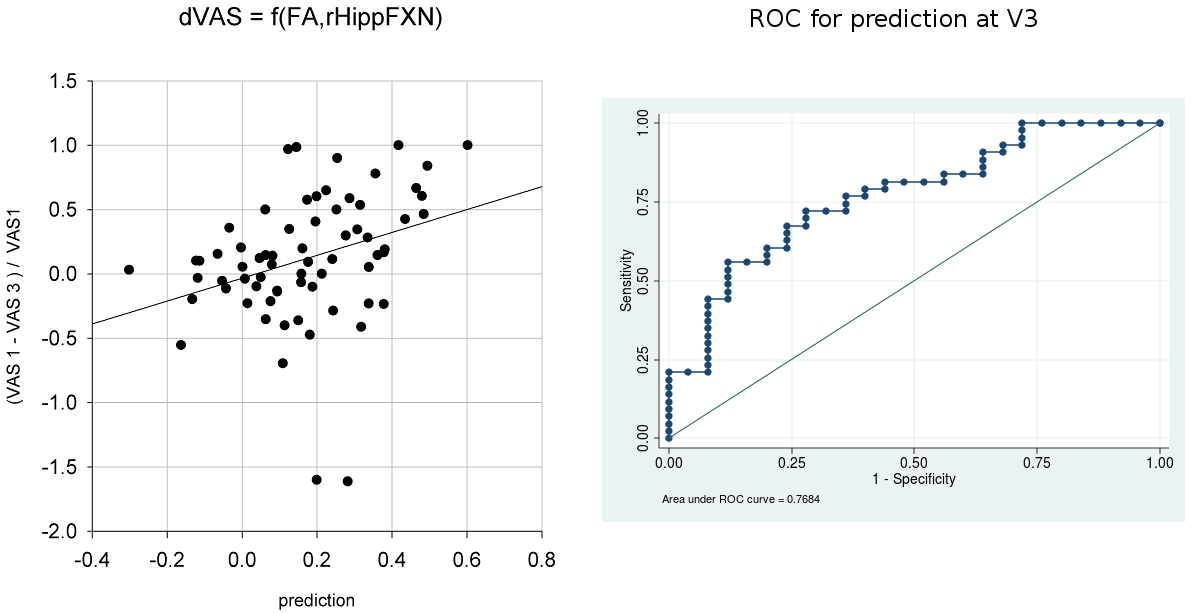 dVAS = f(FA,rHippFXN)
1.5
1.0
0.5
0.0
-0.5
-1.0
-1.5
-2.0
(VAS 1 - VAS 3 ) / VAS1
-0.4 -0.2 0.0 0.2 0.4 0.6 0.8
prediction
ROC for prediction at V3
1.00
0.75
0.50
0.25
0.00
Sensitivity
0.00 0.25 0.50 0.75 1.00
1 - Specificity
Area under ROC curve = 0.7684